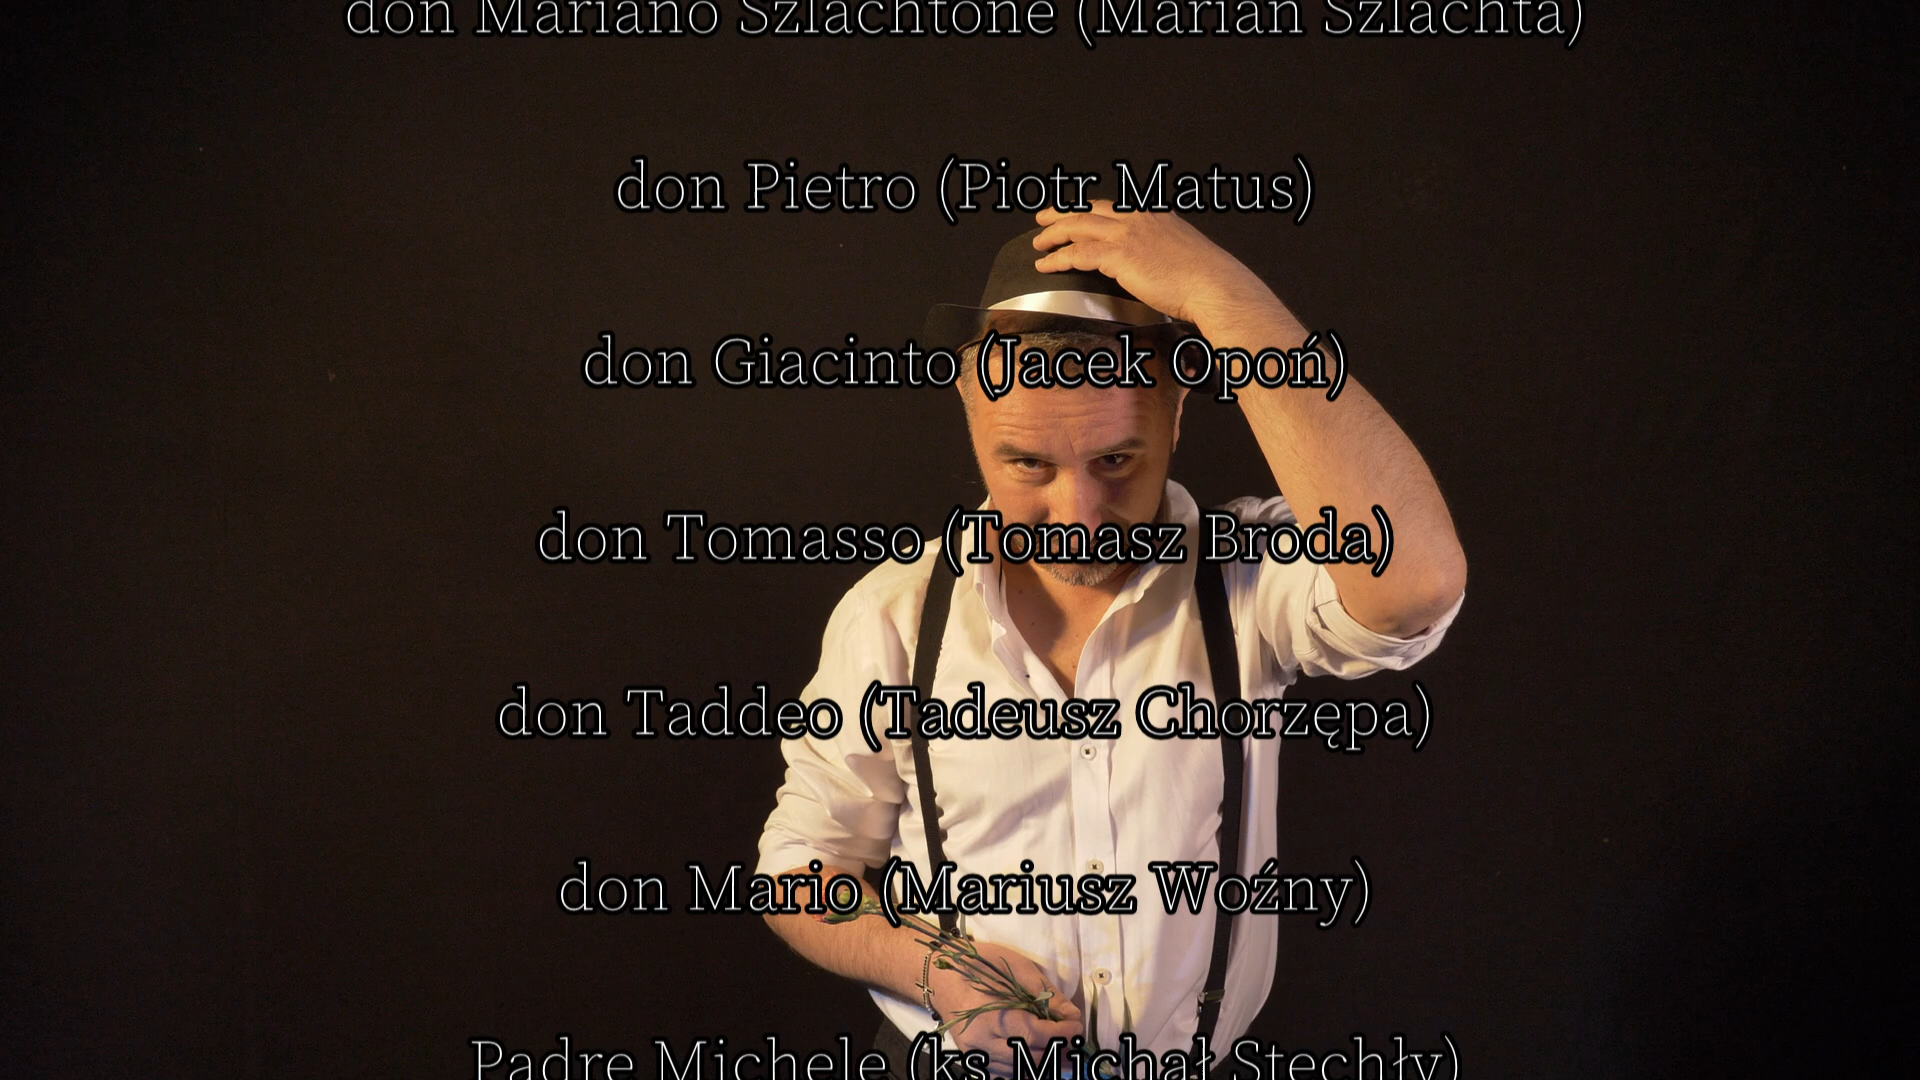 don Mariano Szlachtone (Marian Szlachta)
don Pietro (Piotr Matus)
don Giacinto (Jacek Opoń)
don Tomasso (Tomasz Broda)
don Taddeo (Tadeusz Chorzępa)
don Mario (Mariusz Woźny)
Padre Michele (ks. Michał Stechły)